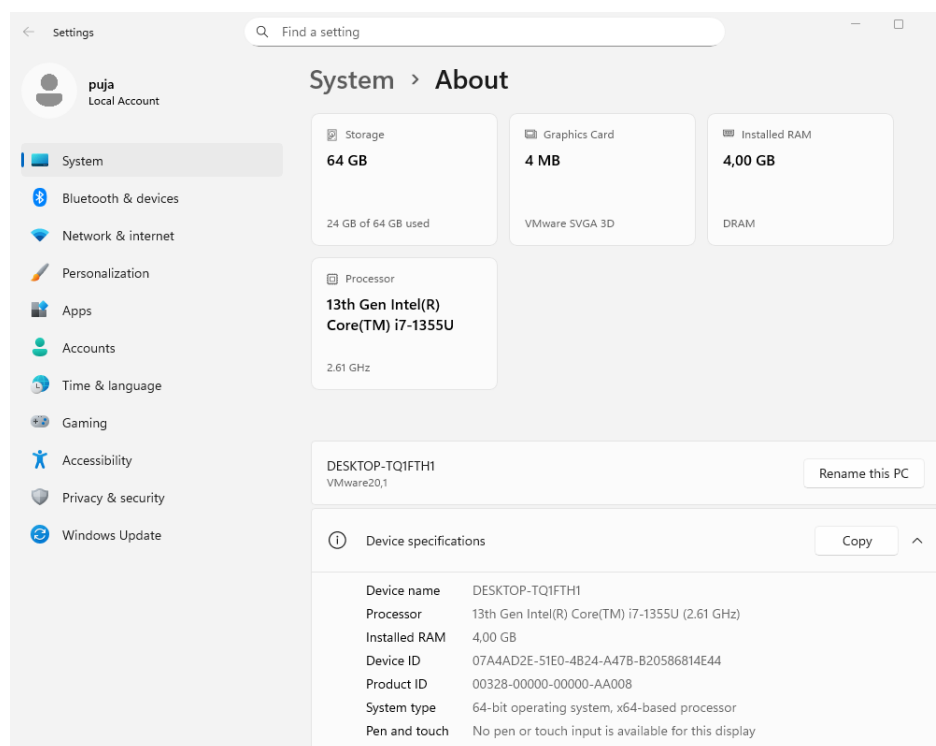 Settings
Find a setting
puja
Local Account
System
Bluetooth & devices
Network & internet
Personalization
Apps
Accounts
Time & language
Gaming
Accessibility
Privacy & security
Windows Update
System > About
Storage
64 GB
24 GB of 64 GB used
Graphics Card
4 MB
VMware SVGA 3D
Installed RAM
4,00 GB
DRAM
Processor
13th Gen Intel(R)
Core(TM) i7-1355U
2.61 GHz
DESKTOP-TQ1FTH1
VMware20,1
Rename this PC
Device specifications
Copy
Device name DESKTOP-TQ1FTH1
Processor 13th Gen Intel(R) Core(TM) i7-1355U (2.61 GHz)
Installed RAM 4,00 GB
Device ID 07A4AD2E-51E0-4B24-A47B-B20586814E44
Product ID 00328-00000-00000-AA008
System type 64-bit operating system, x64-based processor
Pen and touch No pen or touch input is available for this display